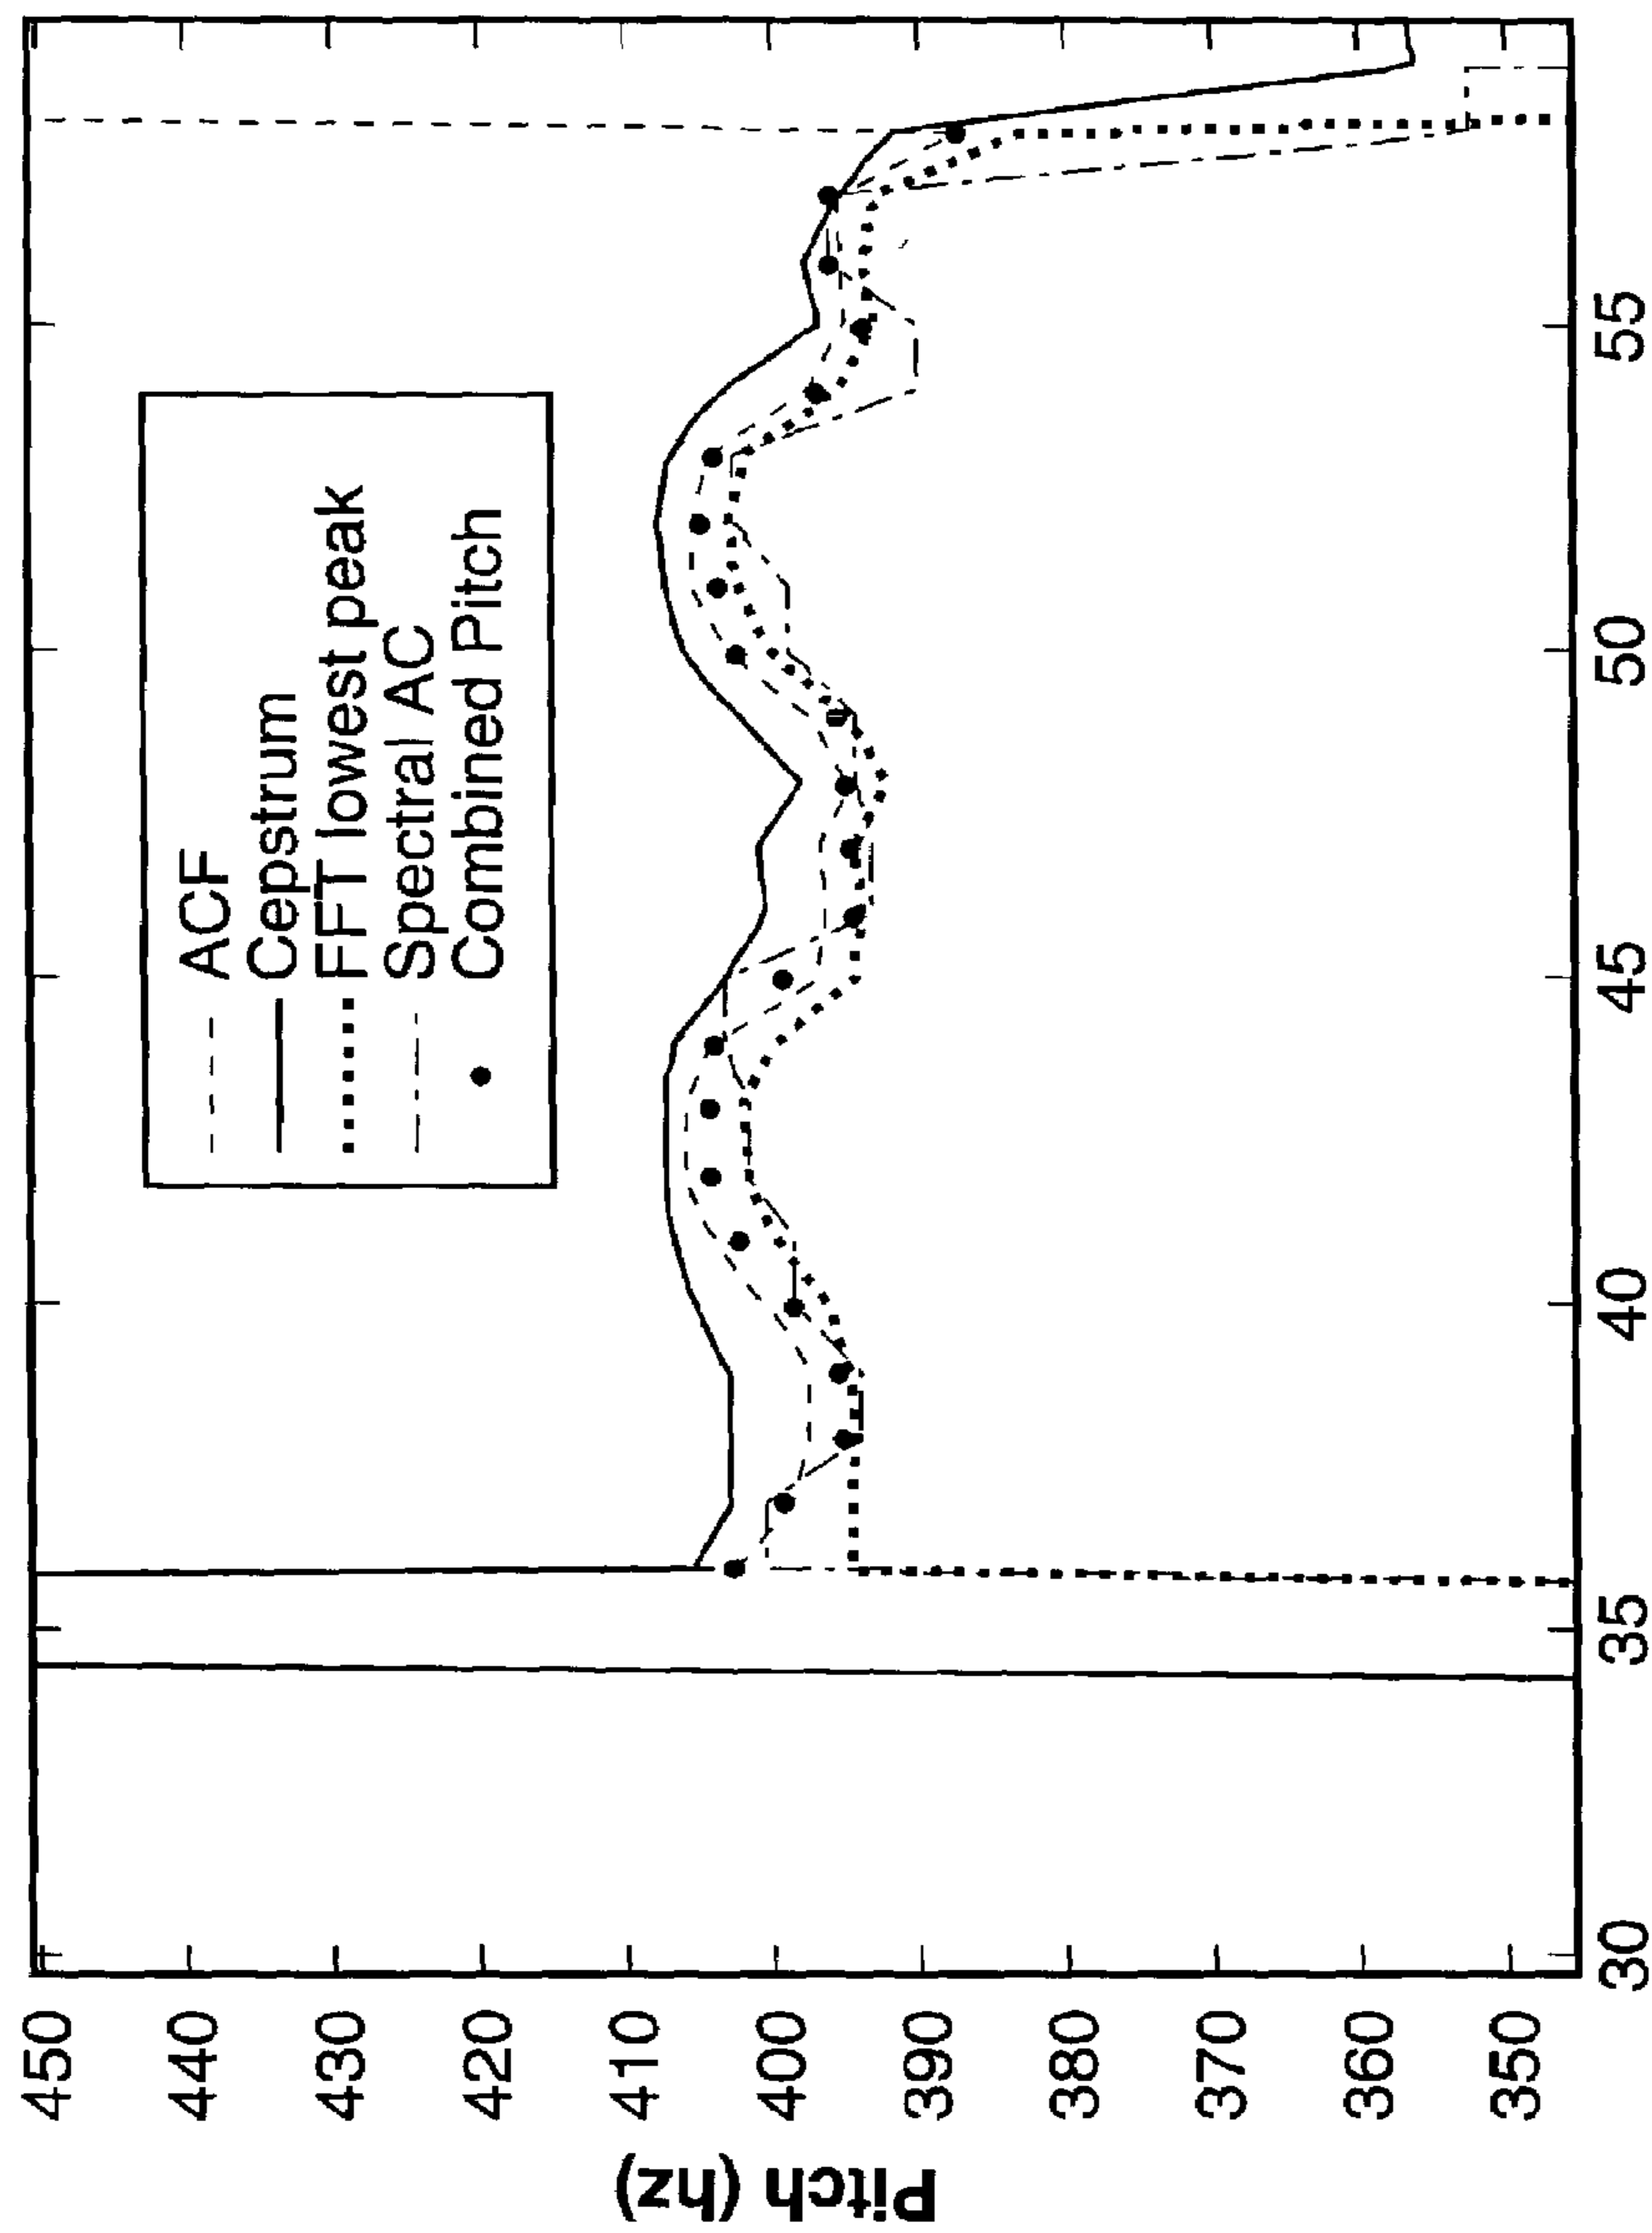 Pitch (hz)
450
440
430
420
410
400
390
380
370
360
350
30
35
40
45
50
55
ACF
Cepstrum
FFT lowest peak
Spectral AC
Combined Pitch